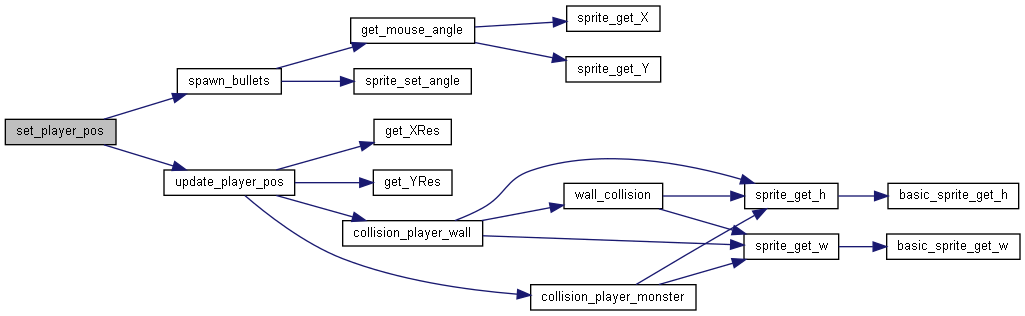 set_player_pos
spawn_bullets
update_player_pos
get_mouse_angle
sprite_set_angle
get_XRes
get_YRes
collision_player_wall
collision_player_monster
sprite_get_X
sprite_get_Y
wall_collision
sprite_get_h
sprite_get_w
basic_sprite_get_h
basic_sprite_get_w